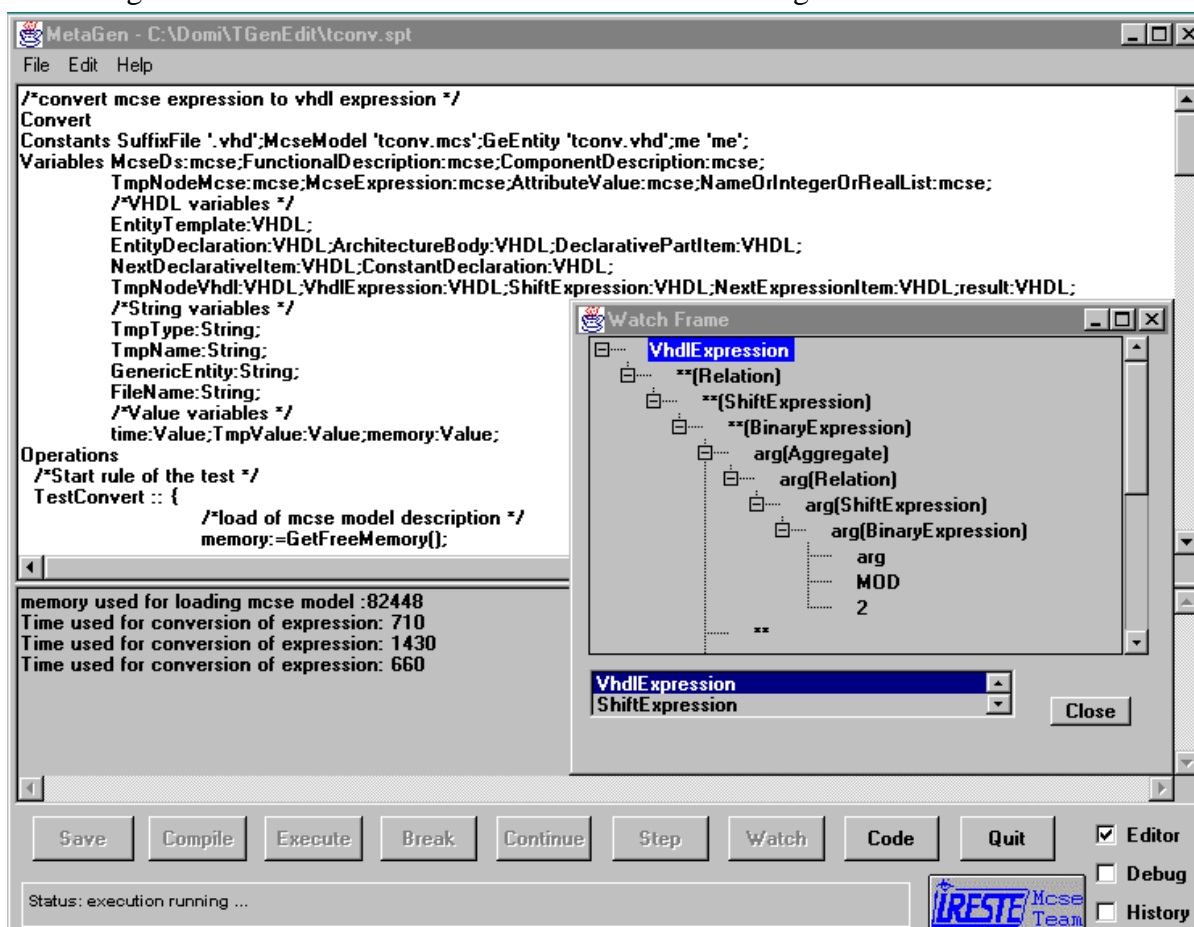 MetaGen - C:\Domi\TGenEdit\tconv.spt
File Edit Help
/*convert mcse expression to vhdl expression */
Convert
Constants SuffixFile '.vhd';McseModel 'tconv.mcs';GeEntity 'tconv.vhd';me 'me';
Variables McseDs:mcse;FunctionalDescription:mcse;ComponentDescription:mcse;
TmpNodeMcse:mcse;McseExpression:mcse;AttributeValue:mcse;NameOrIntegerOrRealList:mcse;
/*VHDL variables */
EntityTemplate:VHDL;
EntityDeclaration:VHDL;ArchitectureBody:VHDL;DeclarativePartItem:VHDL;
NextDeclarativeItem:VHDL;ConstantDeclaration:VHDL;
TmpNodeVhdl:VHDL;VhdlExpression:VHDL;ShiftExpression:VHDL;NextExpressionItem:VHDL;result:VHDL;
/*String variables */
TmpType:String;
TmpName:String;
GenericEntity:String;
FileName:String;
/*Value variables */
time:Value;TmpValue:Value;memory:Value;
Operations
/*Start rule of the test */
TestConvert :: {
/*load of mcse model description */
memory:=GetFreeMemory();
Watch Frame
VhdlExpression
**(Relation)
**(ShiftExpression)
**(BinaryExpression)
arg(Aggregate)
arg(Relation)
arg(ShiftExpression)
arg(BinaryExpression)
arg
MOD
2
**
VhdlExpression
ShiftExpression
Close
memory used for loading mcse model :82448
Time used for conversion of expression: 710
Time used for conversion of expression: 1430
Time used for conversion of expression: 660
Save Compile Execute Break Continue Step Watch Code Quit
Editor
Debug
History
Status: execution running ...
IRESTE Mcse
Team